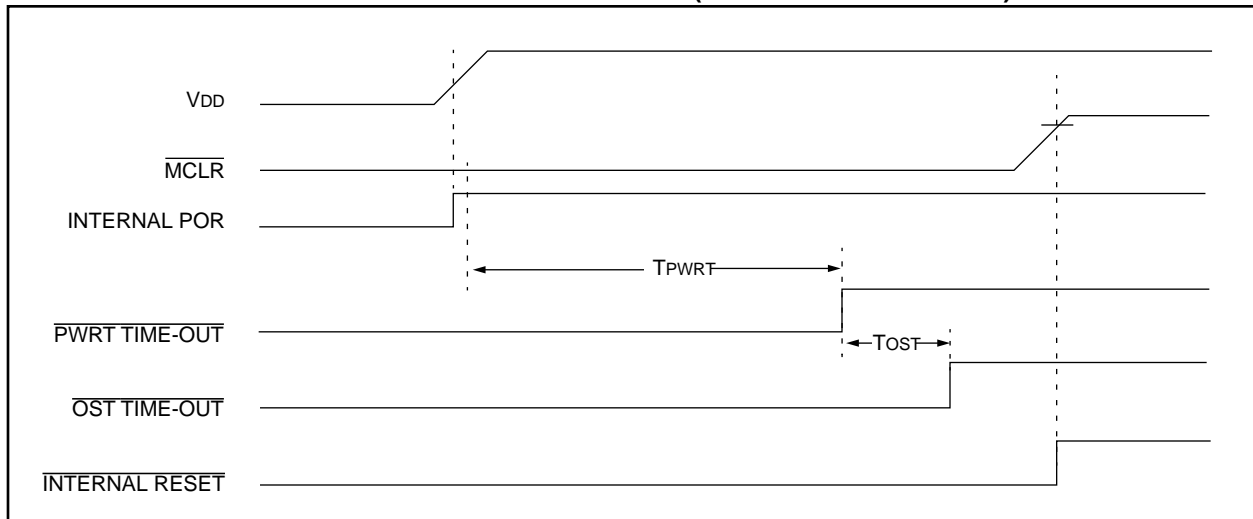 VDD
MCLR
INTERNAL POR
TPWRT
PWRT TIME-OUT
TOST
OST TIME-OUT
INTERNAL RESET